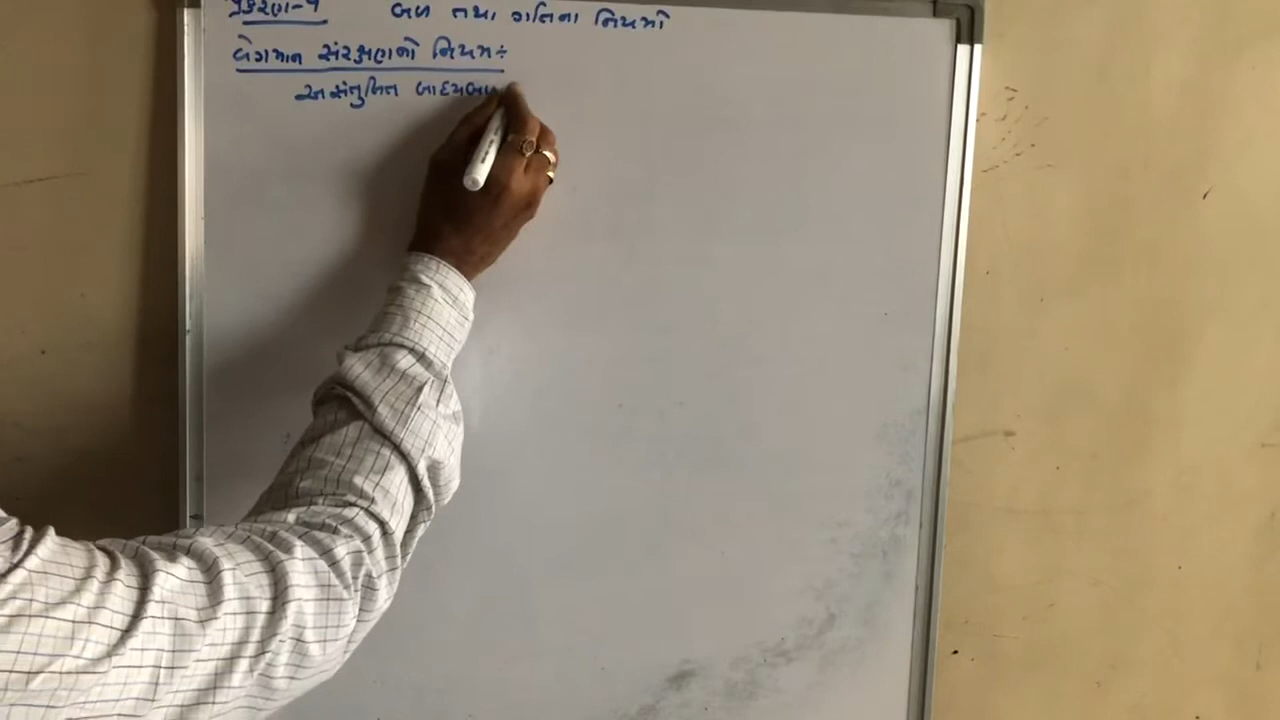 પ્રકરણ-૧ બળ તથા ગતિના નિયમો
વેગમાન સંરક્ષણનો નિયમ:-
અસંતુલિત બાહ્યબળ